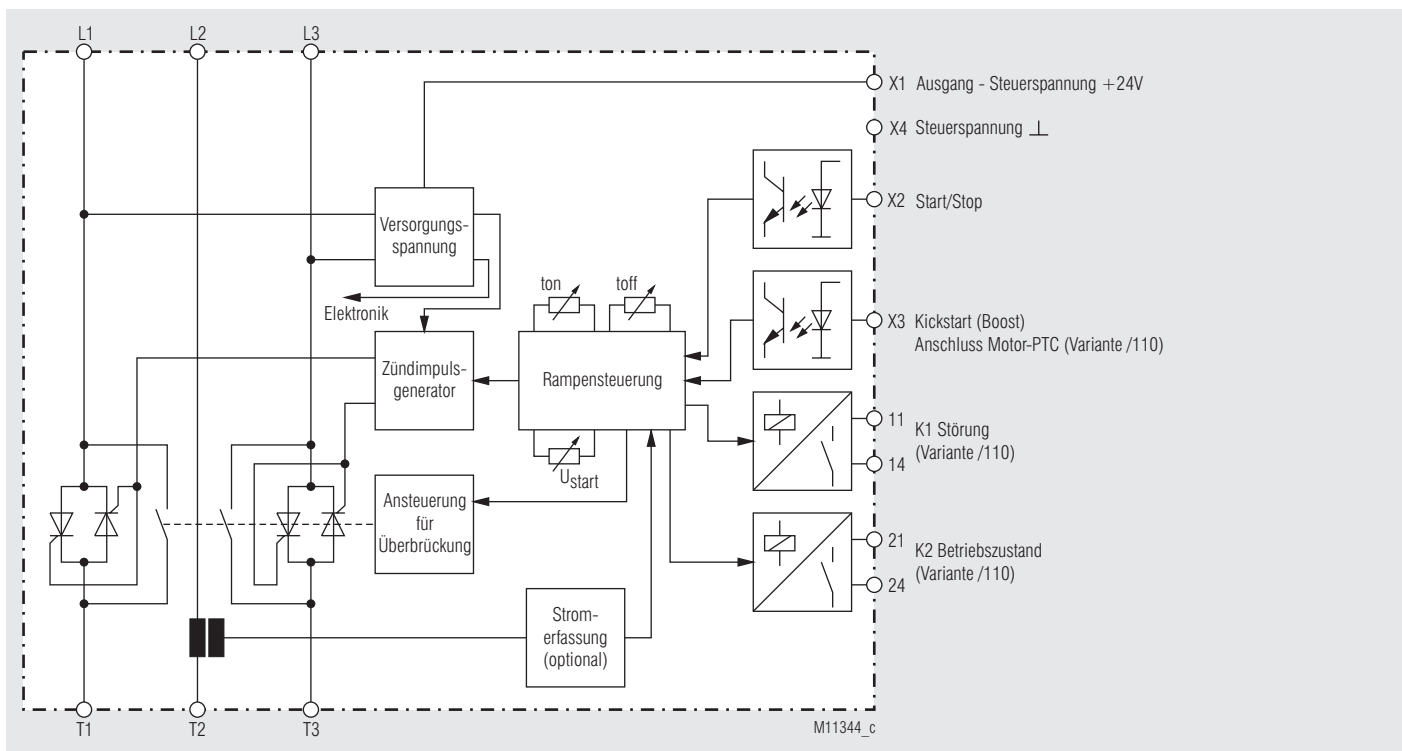 L1
L2
L3
X1 Ausgang - Steuerspannung +24V
X4 Steuerspannung ⊥
X2 Start/Stop
Versorgungs-
spannung
Elektronik
ton
toff
X3 Kickstart (Boost)
Anschluss Motor-PTC (Variante /110)
Zündimpuls-
generator
Rampensteuerung
Ustart
11
K1 Störung
(Variante /110)
14
Ansteuerung
für
Überbrückung
21
K2 Betriebszustand
(Variante /110)
24
Strom-
erfassung
(optional)
T1
T2
T3
M11344_c